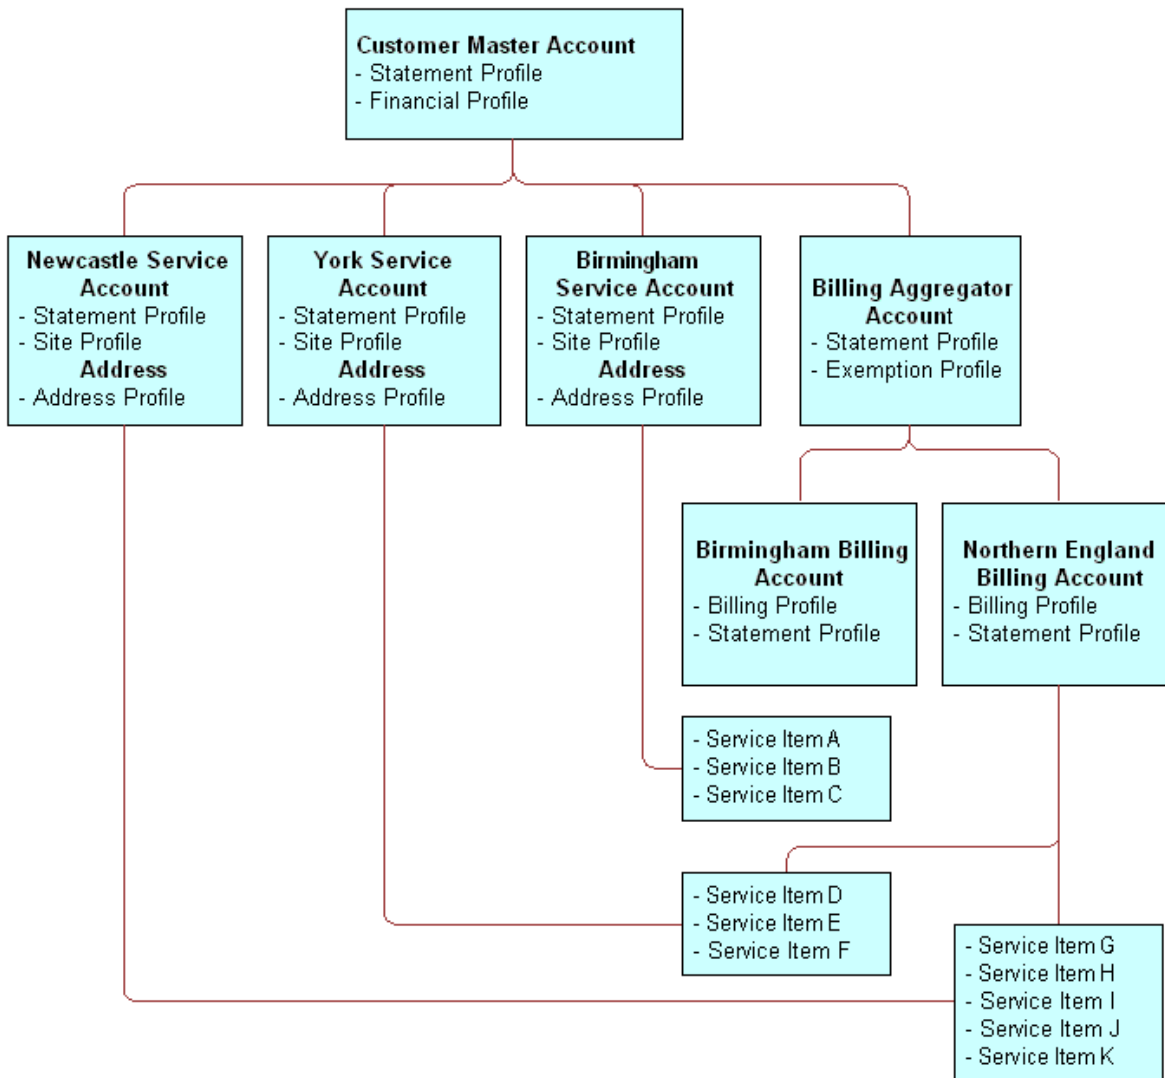 Customer Master Account
- Statement Profile
- Financial Profile
Newcastle Service
Account
- Statement Profile
- Site Profile
Address
- Address Profile
York Service
Account
- Statement Profile
- Site Profile
Address
- Address Profile
Birmingham
Service Account
- Statement Profile
- Site Profile
Address
- Address Profile
Billing Aggregator
Account
- Statement Profile
- Exemption Profile
Birmingham Billing
Account
- Billing Profile
- Statement Profile
Northern England
Billing Account
- Billing Profile
- Statement Profile
- Service Item A
- Service Item B
- Service Item C
- Service Item D
- Service Item E
- Service Item F
- Service Item G
- Service Item H
- Service Item I
- Service Item J
- Service Item K